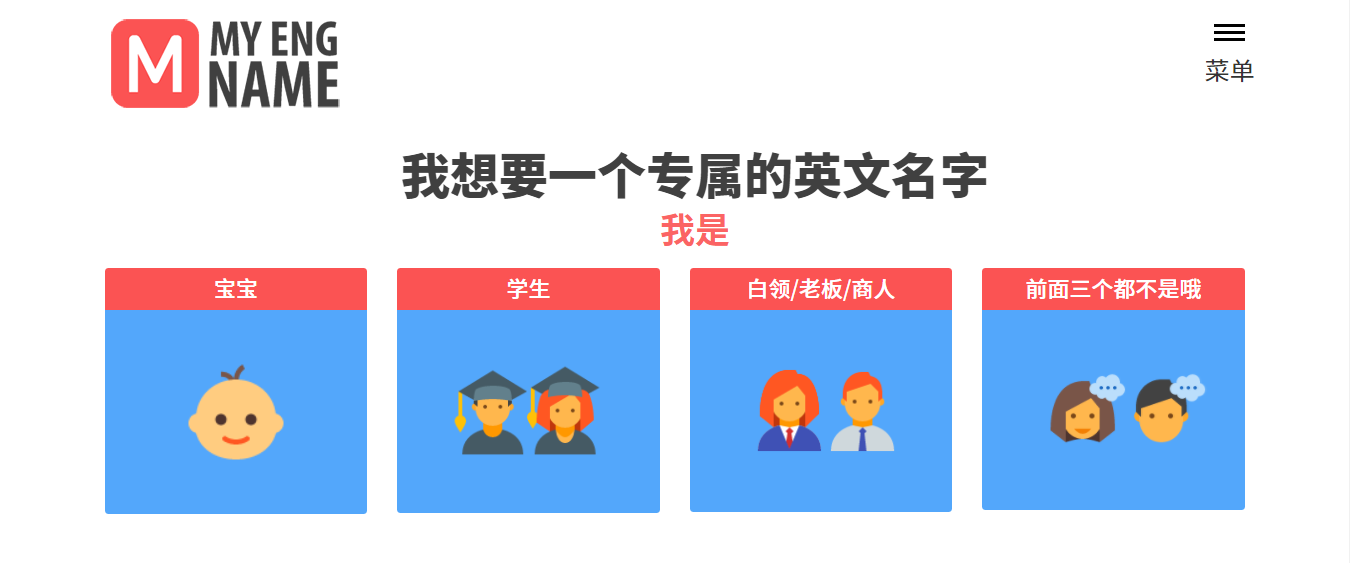 M
MY ENG
NAME
菜单
我想要一个专属的英文名字
我是
宝宝
学生
白领/老板/商人
前面三个都不是哦